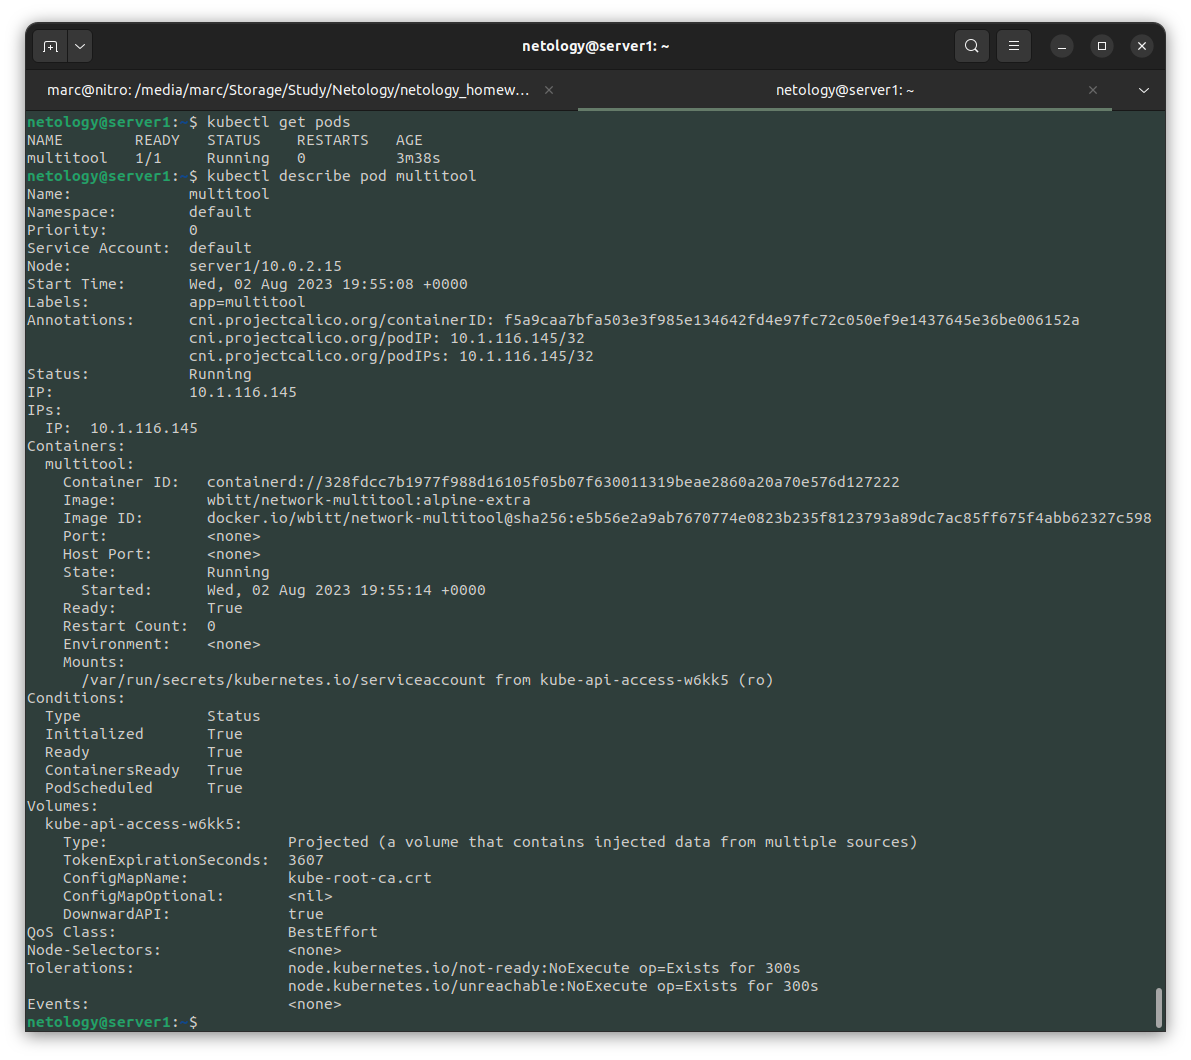 netology@server1: ~
marc@nitro: /media/marc/Storage/Study/Netology/netology_homew...
netology@server1: ~
netology@server1:~$ kubectl get pods
NAME        READY   STATUS    RESTARTS   AGE
multitool   1/1     Running   0          3m38s
netology@server1:~$ kubectl describe pod multitool
Name:             multitool
Namespace:        default
Priority:         0
Service Account:  default
Node:             server1/10.0.2.15
Start Time:       Wed, 02 Aug 2023 19:55:08 +0000
Labels:           app=multitool
Annotations:      cni.projectcalico.org/containerID: f5a9caa7bfa503e3f985e134642fd4e97fc72c050ef9e1437645e36be006152a
                  cni.projectcalico.org/podIP: 10.1.116.145/32
                  cni.projectcalico.org/podIPs: 10.1.116.145/32
Status:           Running
IP:               10.1.116.145
IPs:
  IP:  10.1.116.145
Containers:
  multitool:
    Container ID:   containerd://328fdcc7b1977f988d16105f05b07f630011319beae2860a20a70e576d127222
    Image:          wbitt/network-multitool:alpine-extra
    Image ID:       docker.io/wbitt/network-multitool@sha256:e5b56e2a9ab7670774e0823b235f8123793a89dc7ac85ff675f4abb62327c598
    Port:           <none>
    Host Port:      <none>
    State:          Running
      Started:      Wed, 02 Aug 2023 19:55:14 +0000
    Ready:          True
    Restart Count:  0
    Environment:    <none>
    Mounts:
      /var/run/secrets/kubernetes.io/serviceaccount from kube-api-access-w6kk5 (ro)
Conditions:
  Type              Status
  Initialized       True
  Ready             True
  ContainersReady   True
  PodScheduled      True
Volumes:
  kube-api-access-w6kk5:
    Type:                    Projected (a volume that contains injected data from multiple sources)
    TokenExpirationSeconds:  3607
    ConfigMapName:           kube-root-ca.crt
    ConfigMapOptional:       <nil>
    DownwardAPI:             true
QoS Class:                   BestEffort
Node-Selectors:              <none>
Tolerations:                 node.kubernetes.io/not-ready:NoExecute op=Exists for 300s
                             node.kubernetes.io/unreachable:NoExecute op=Exists for 300s
Events:                      <none>
netology@server1:~$